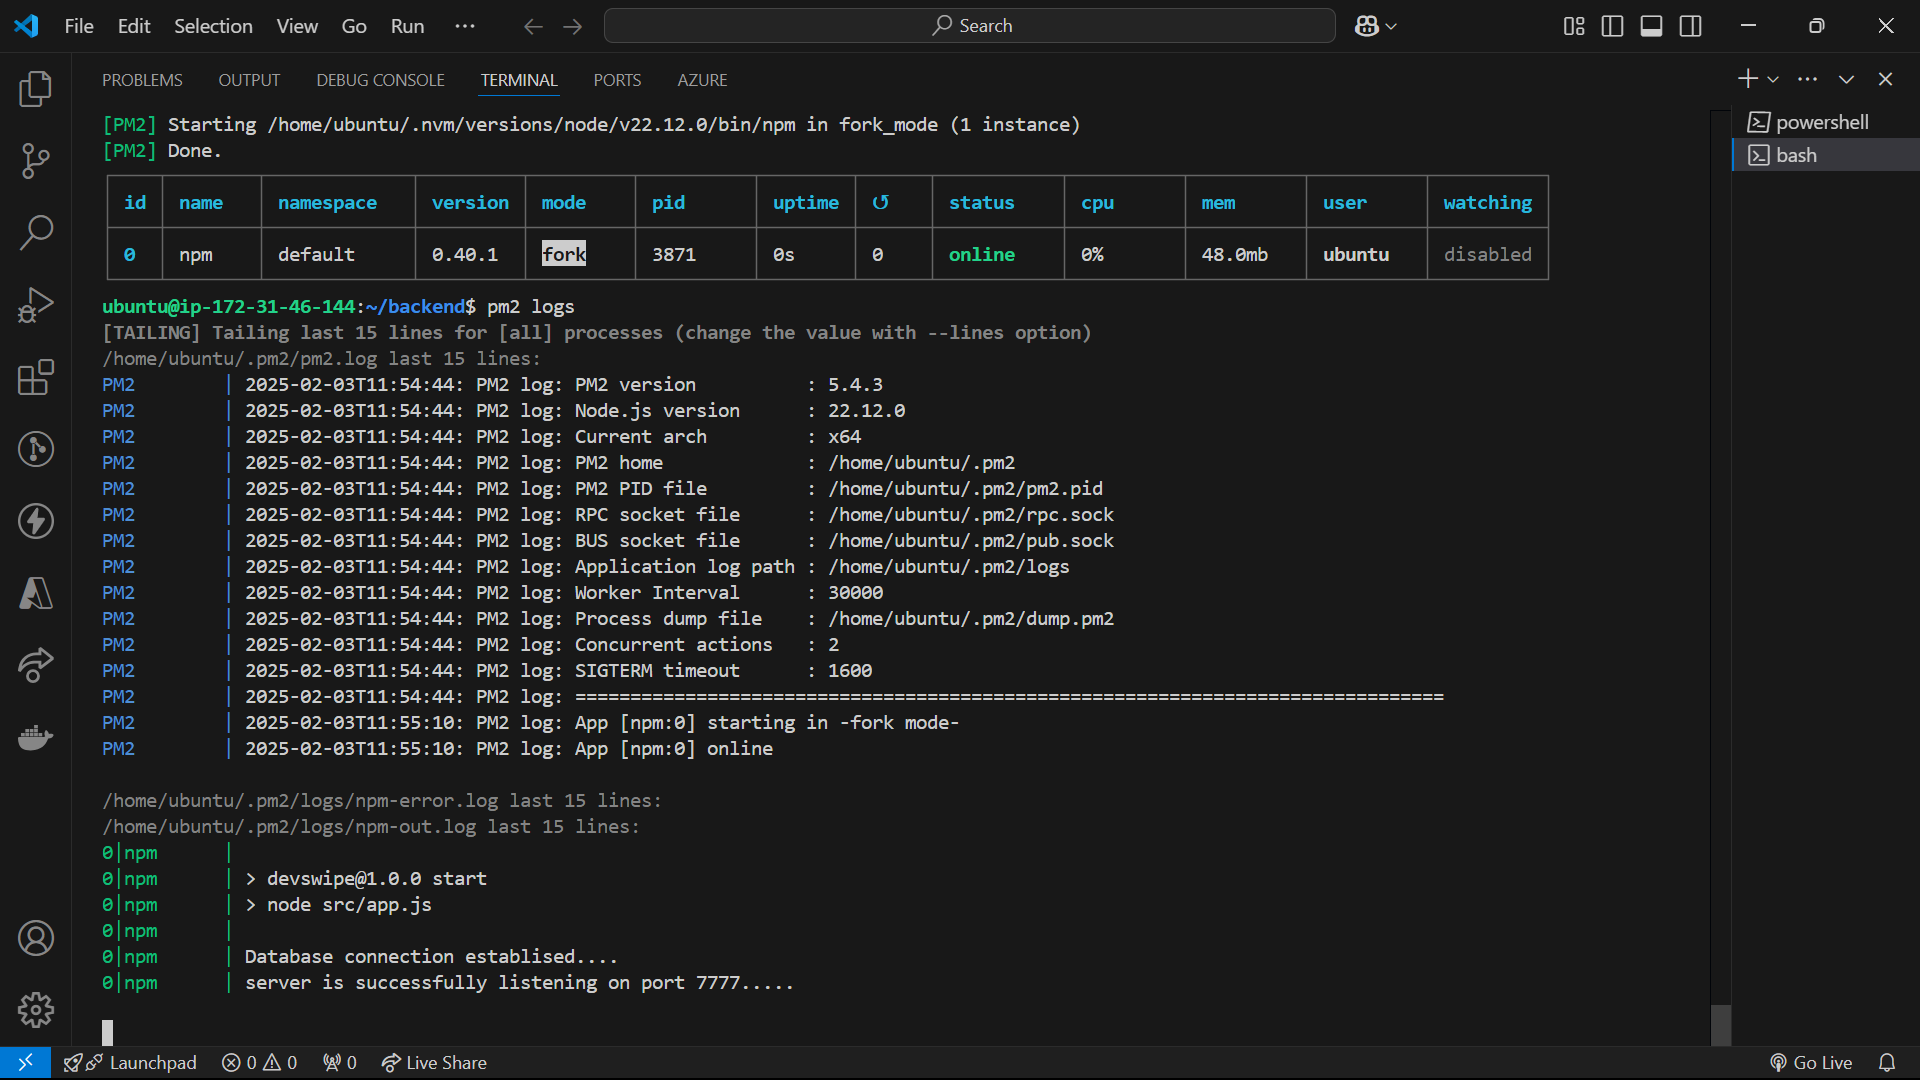 File Edit Selection View Go Run ... Search
PROBLEMS OUTPUT DEBUG CONSOLE TERMINAL PORTS AZURE
powershell
bash
[PM2] Starting /home/ubuntu/.nvm/versions/node/v22.12.0/bin/npm in fork_mode (1 instance)
[PM2] Done.
id name namespace version mode pid uptime ↺ status cpu mem user watching
0 npm default 0.40.1 fork 3871 0s 0 online 0% 48.0mb ubuntu disabled
ubuntu@ip-172-31-46-144:~/backend$ pm2 logs
[TAILING] Tailing last 15 lines for [all] processes (change the value with --lines option)
/home/ubuntu/.pm2/pm2.log last 15 lines:
PM2 | 2025-02-03T11:54:44: PM2 log: PM2 version : 5.4.3
PM2 | 2025-02-03T11:54:44: PM2 log: Node.js version : 22.12.0
PM2 | 2025-02-03T11:54:44: PM2 log: Current arch : x64
PM2 | 2025-02-03T11:54:44: PM2 log: PM2 home : /home/ubuntu/.pm2
PM2 | 2025-02-03T11:54:44: PM2 log: PM2 PID file : /home/ubuntu/.pm2/pm2.pid
PM2 | 2025-02-03T11:54:44: PM2 log: RPC socket file : /home/ubuntu/.pm2/rpc.sock
PM2 | 2025-02-03T11:54:44: PM2 log: BUS socket file : /home/ubuntu/.pm2/pub.sock
PM2 | 2025-02-03T11:54:44: PM2 log: Application log path : /home/ubuntu/.pm2/logs
PM2 | 2025-02-03T11:54:44: PM2 log: Worker Interval : 30000
PM2 | 2025-02-03T11:54:44: PM2 log: Process dump file : /home/ubuntu/.pm2/dump.pm2
PM2 | 2025-02-03T11:54:44: PM2 log: Concurrent actions : 2
PM2 | 2025-02-03T11:54:44: PM2 log: SIGTERM timeout : 1600
PM2 | 2025-02-03T11:54:44: PM2 log: ===============================================================================
PM2 | 2025-02-03T11:55:10: PM2 log: App [npm:0] starting in -fork mode-
PM2 | 2025-02-03T11:55:10: PM2 log: App [npm:0] online
/home/ubuntu/.pm2/logs/npm-error.log last 15 lines:
/home/ubuntu/.pm2/logs/npm-out.log last 15 lines:
0|npm |
0|npm | > devswipe@1.0.0 start
0|npm | > node src/app.js
0|npm |
0|npm | Database connection establised....
0|npm | server is successfully listening on port 7777.....
Launchpad 0 0 0 Live Share Go Live